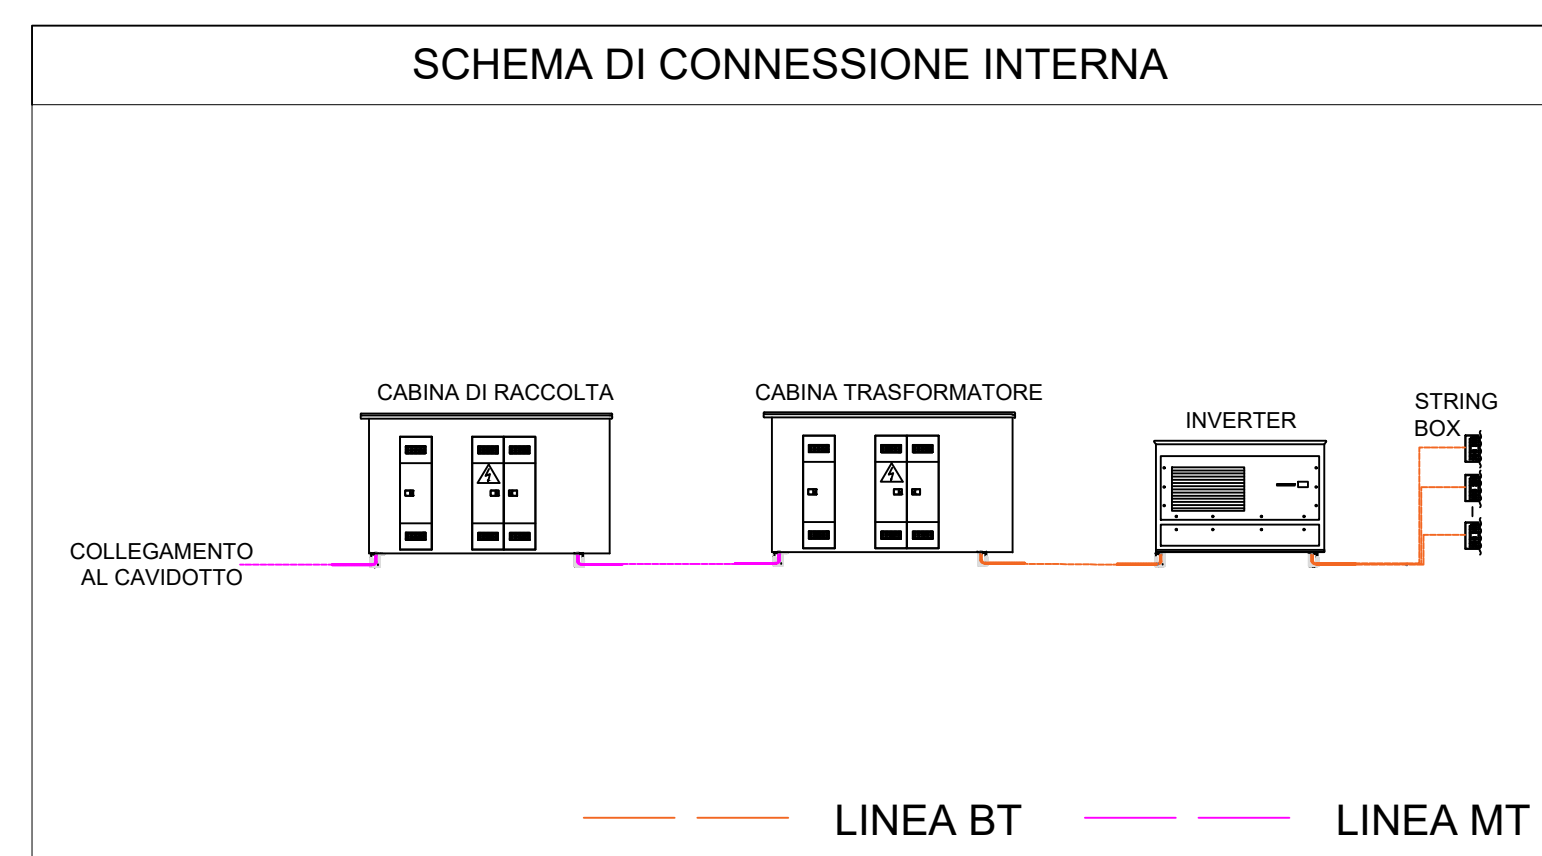 SCHEMA DI CONNESSIONE INTERNA
CABINA DI RACCOLTA
CABINA TRASFORMATORE
INVERTER
STRING
BOX
COLLEGAMENTO
AL CAVIDOTTO
LINEA BT
LINEA MT